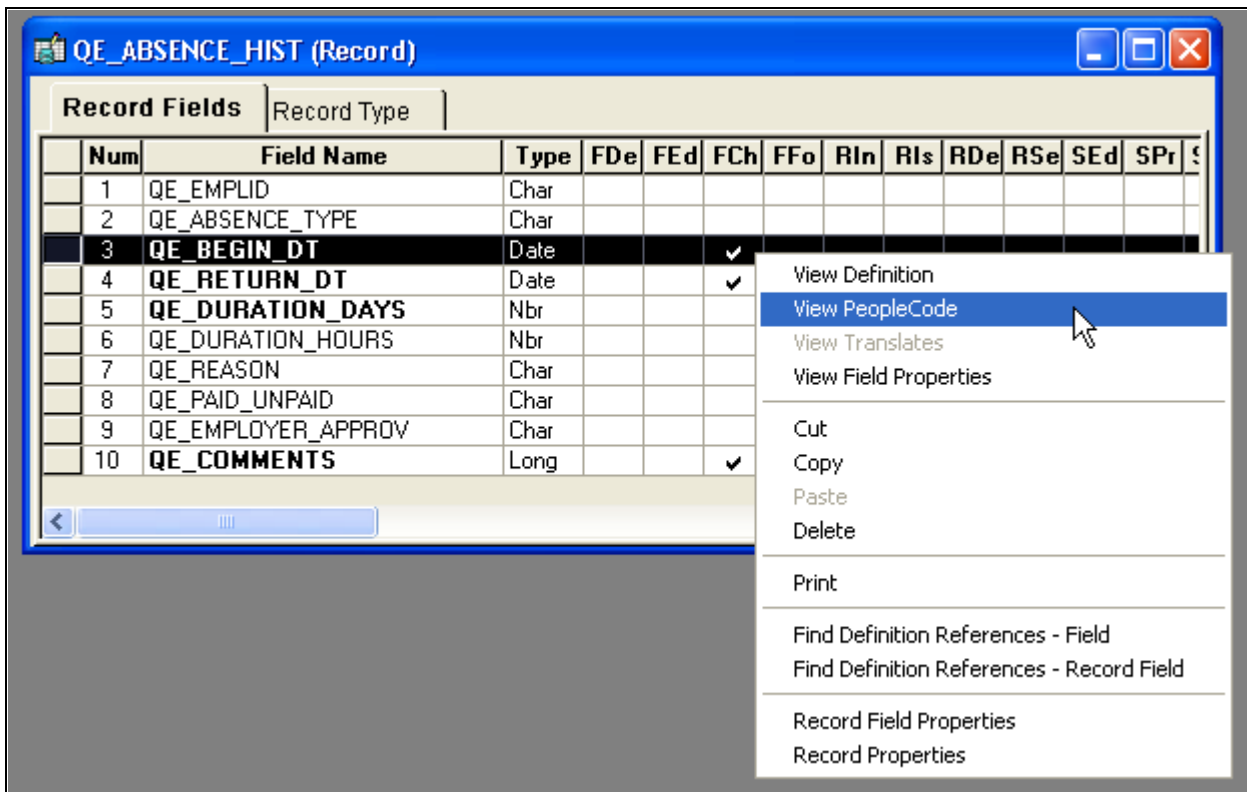 QE_ABSENCE_HIST (Record)
Record Fields Record Type
Num Field Name Type FDe FEd FCh FFo RIn RIs RDe RSe SEd SPr S
1 QE_EMPLID Char
2 QE_ABSENCE_TYPE Char
3 QE_BEGIN_DT Date
4 QE_RETURN_DT Date
5 QE_DURATION_DAYS Nbr
6 QE_DURATION_HOURS Nbr
7 QE_REASON Char
8 QE_PAID_UNPAID Char
9 QE_EMPLOYER_APPROV Char
10 QE_COMMENTS Long
View Definition
View PeopleCode
View Translates
View Field Properties
Cut
Copy
Paste
Delete
Print
Find Definition References - Field
Find Definition References - Record Field
Record Field Properties
Record Properties